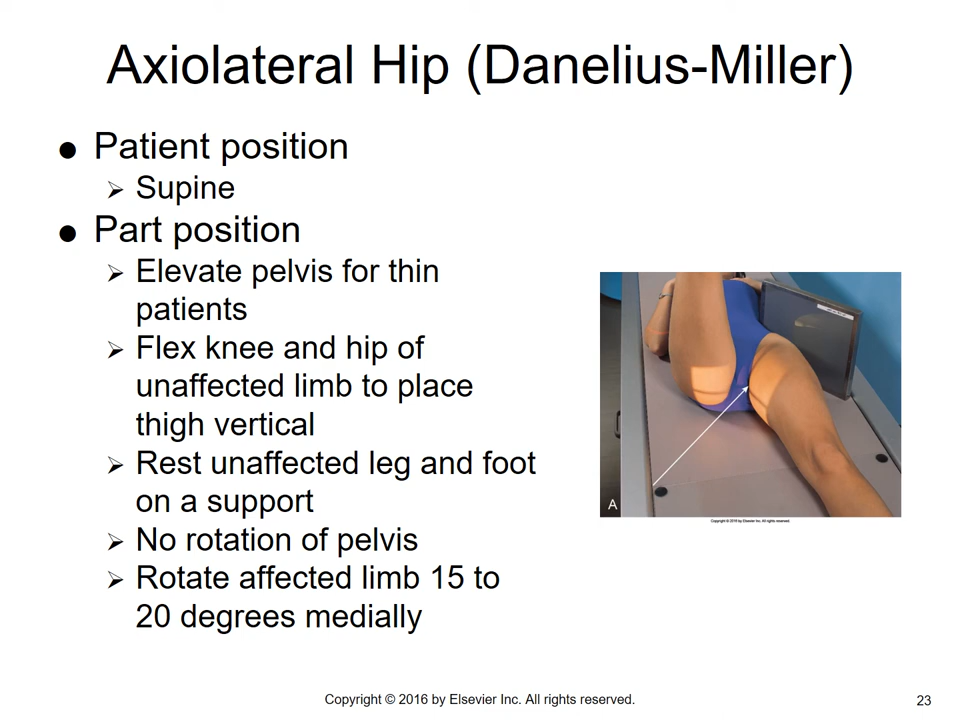 Axiolateral Hip (Danelius-Miller)
● Patient position
➢ Supine
● Part position
➢ Elevate pelvis for thin
patients
➢ Flex knee and hip of
unaffected limb to place
thigh vertical
➢ Rest unaffected leg and foot
on a support
➢ No rotation of pelvis
➢ Rotate affected limb 15 to
20 degrees medially
A
Copyright © 2016 by Elsevier Inc. All rights reserved.
Copyright © 2016 by Elsevier Inc. All rights reserved.
23